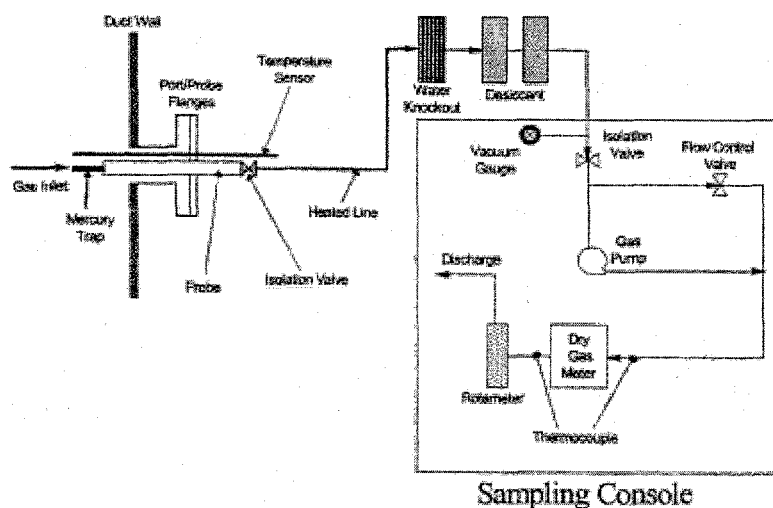 Duct Wall
Port/Probe
Flanges
Temperature
Sensor
Water
Knockout
Desiccant
Gas Inlet
Mercury
Trap
Probe
Isolation Valve
Heated Line
Vacuum
Gauge
Isolation
Valve
Flow Control
Valve
Gas
Pump
Discharge
Dry
Gas
Meter
Rotameter
Thermocouple
Sampling Console